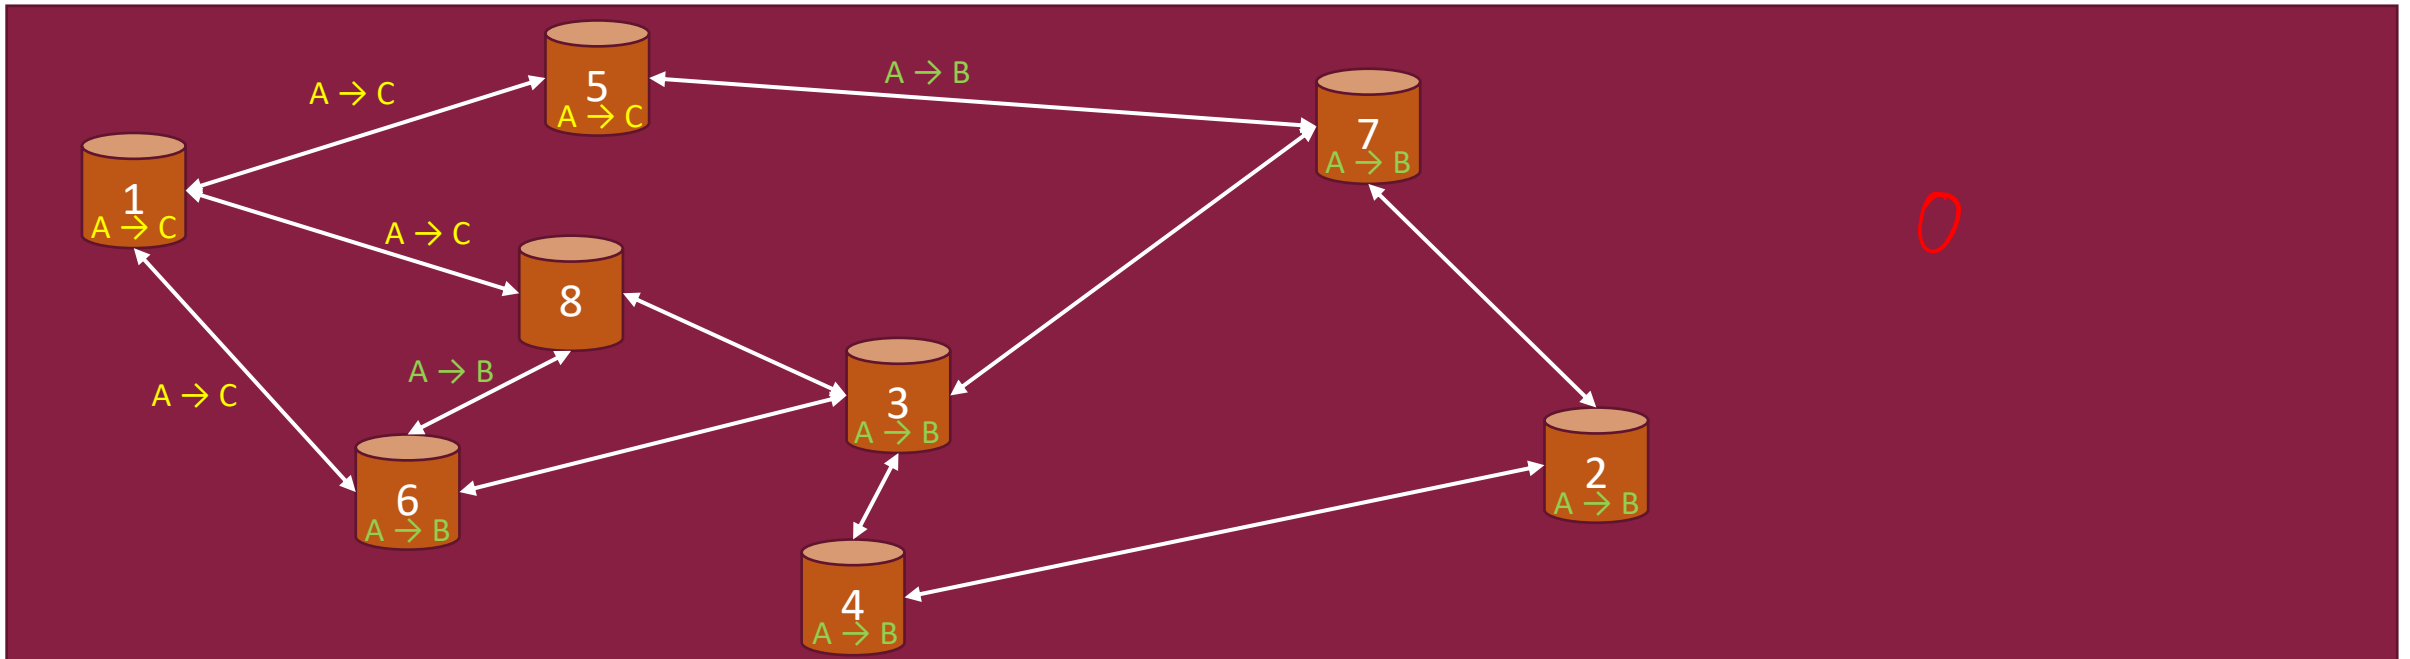 5
A → C
A → B
A → C
7
A → B
1
A → C
A → C
8
A → B
A → C
3
A → B
2
A → B
6
A → B
4
A → B
0